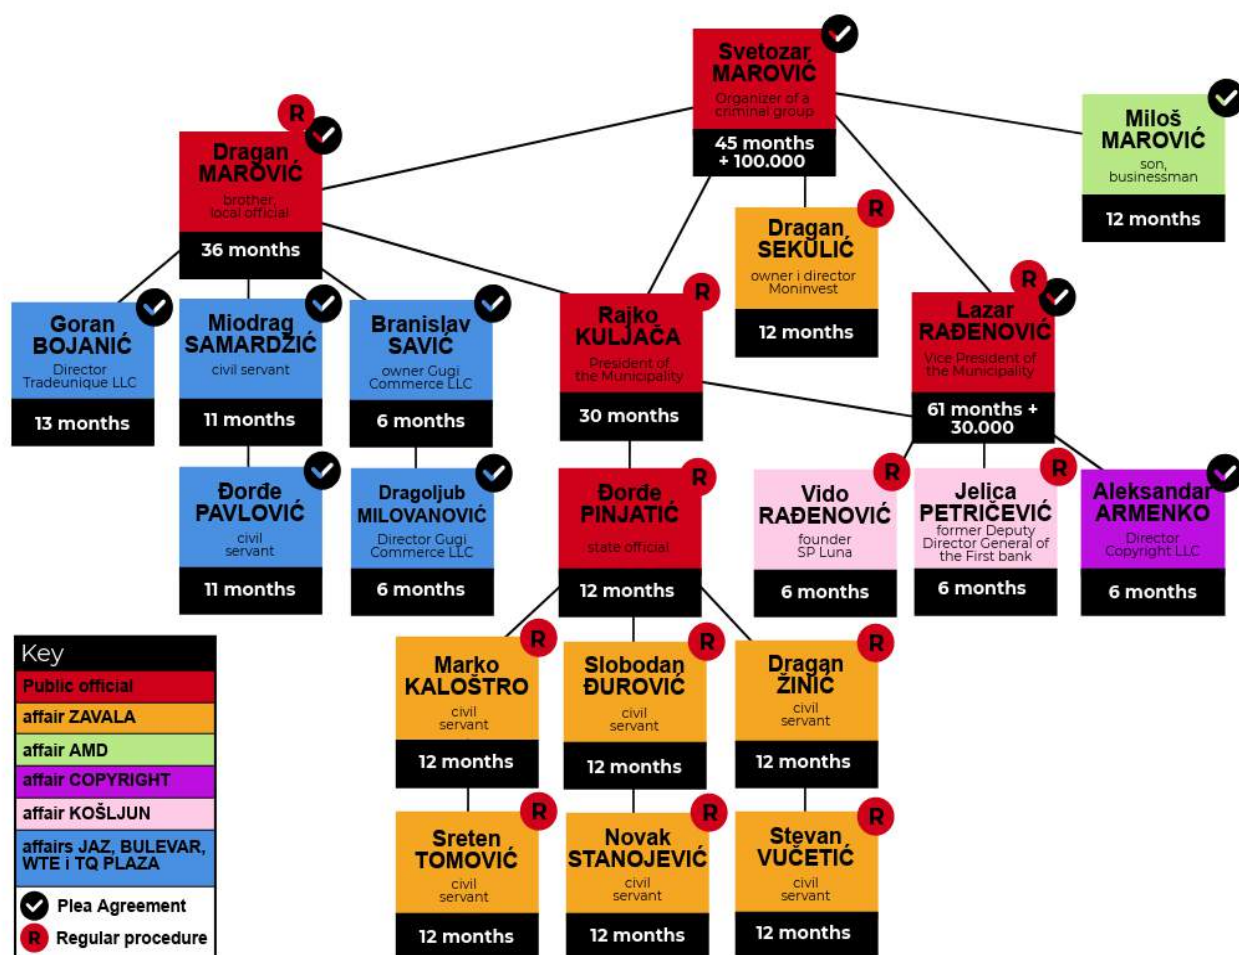 Svetozar
MAROVIĆ
Organizer of a
criminal group
45 months
+ 100.000
Miloš
MAROVIĆ
son,
businessman
12 months
R
Dragan
MAROVIĆ
brother,
local official
36 months
R
Dragan
SEKULIĆ
owner i director
Moninvest
12 months
Goran
BOJANIĆ
Director
Tradeunique LLC
13 months
Miodrag
SAMARDŽIĆ
civil servant
11 months
Branislav
SAVIĆ
owner Gugi
Commerce LLC
6 months
R
Rajko
KULJAČA
President of
the Municipality
30 months
R
Lazar
RAĐENOVIĆ
Vice President of
the Municipality
61 months +
30.000
Đorđe
PAVLOVIĆ
civil
servant
11 months
Dragoljub
MILOVANOVIĆ
Director Gugi
Commerce LLC
6 months
R
Đorđe
PINJATIĆ
state official
12 months
R
Vido
RAĐENOVIĆ
founder
SP Luna
6 months
R
Jelica
PETRIČEVIĆ
former Deputy
Director General of
the First bank
6 months
Aleksandar
ARMENKO
Director
Copyright LLC
6 months
R
Marko
KALOŠTRO
civil
servant
12 months
R
Slobodan
ĐUROVIĆ
civil
servant
12 months
R
Dragan
ŽINIĆ
civil
servant
12 months
R
Sreten
TOMOVIĆ
civil
servant
12 months
R
Novak
STANOJEVIĆ
civil
servant
12 months
R
Stevan
VUČETIĆ
civil
servant
12 months
Key
Public official
affair ZAVALA
affair AMD
affair COPYRIGHT
affair KOŠLJUN
affairs JAZ, BULEVAR,
WTE i TQ PLAZA
Plea Agreement
R Regular procedure